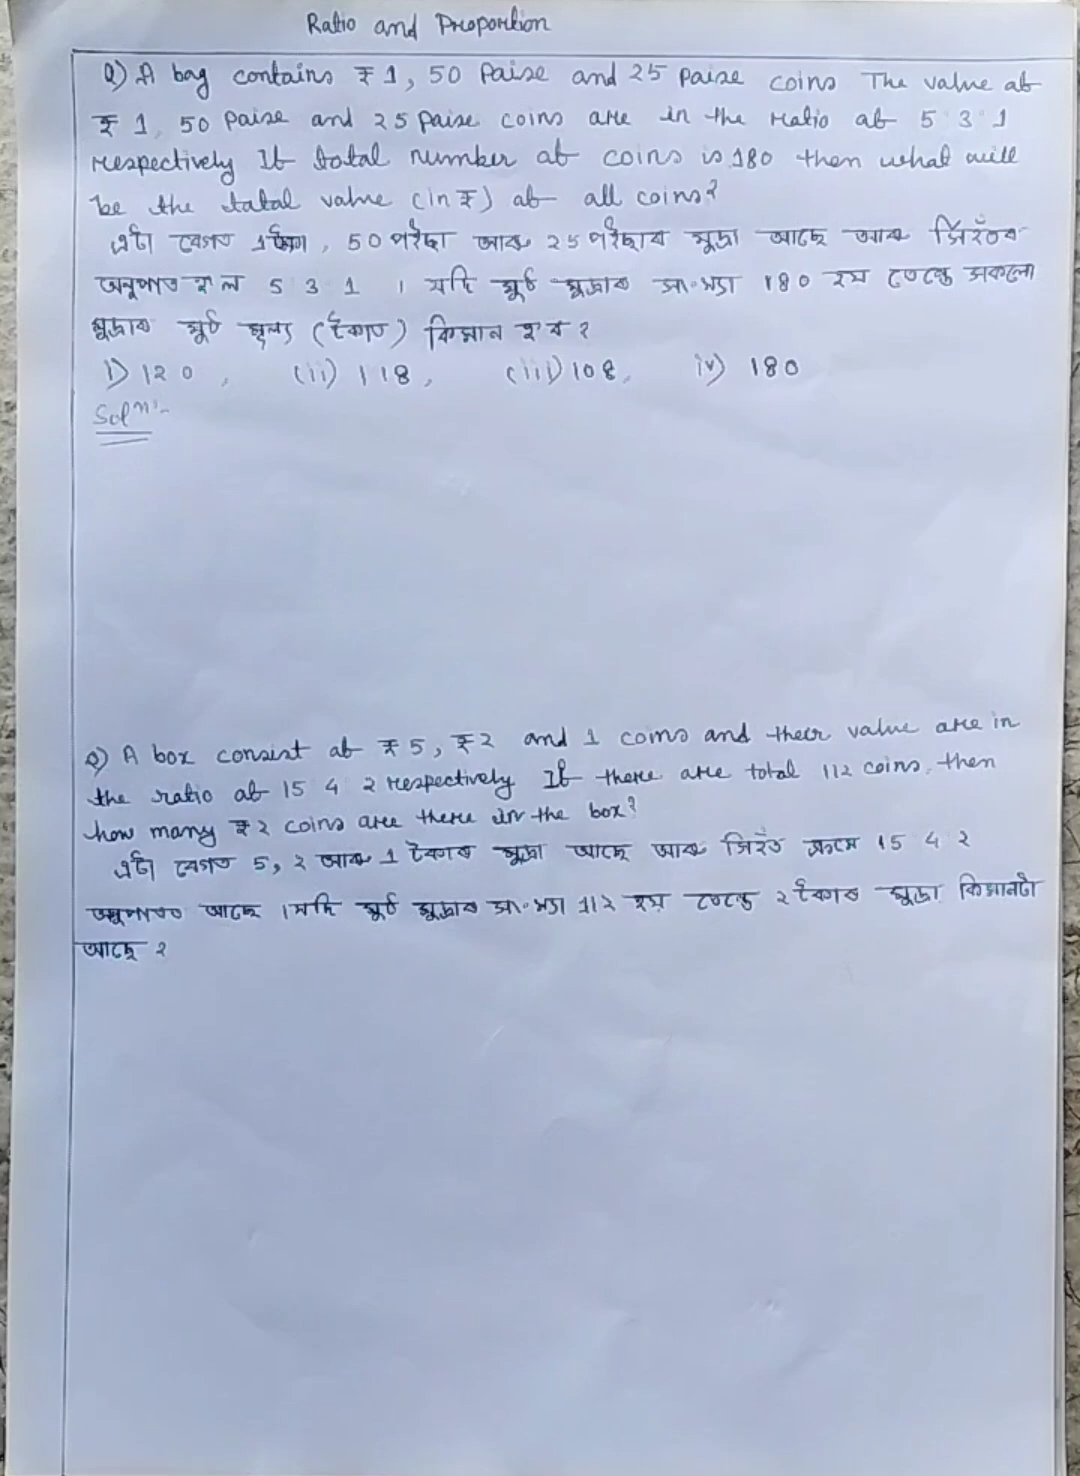 Ratio and Proportion
Q) A bag contains ₹ 1, 50 Paise and 25 paise coins The value of
₹ 1, 50 paise and 25 paise coins are in the ratio of 5 3 1
respectively If total number of coins is 180 then what will
be the total value (in ₹) of all coins?
এটা বেগত 1 টকা, 50 পইচা আৰু 25 পইছাৰ মুদ্ৰা আছে আৰু সিহঁতৰ
অনুপাত হ'ল 5 3 1 । যদি মুঠ মুদ্ৰাৰ সংখ্যা 180 হয় তেন্তে সকলো
মুদ্ৰাৰ মুঠ মূল্য (টকাত) কিমান হ'ব ?
i) 120, (ii) 118, (iii) 108, iv) 180
Solⁿ:-
Q) A box consist of ₹ 5, ₹ 2 and 1 coins and their value are in
the ratio of 15 4 2 respectively If there are total 112 coins, then
how many ₹ 2 coins are there in the box?
এটা বেগত 5, 2 আৰু 1 টকাৰ মুদ্ৰা আছে আৰু সিহঁত ক্ৰমে 15 4 2
অনুপাতত আছে । যদি মুঠ মুদ্ৰাৰ সংখ্যা 112 হয় তেন্তে 2 টকাৰ মুদ্ৰা কিমানটা
আছে ?